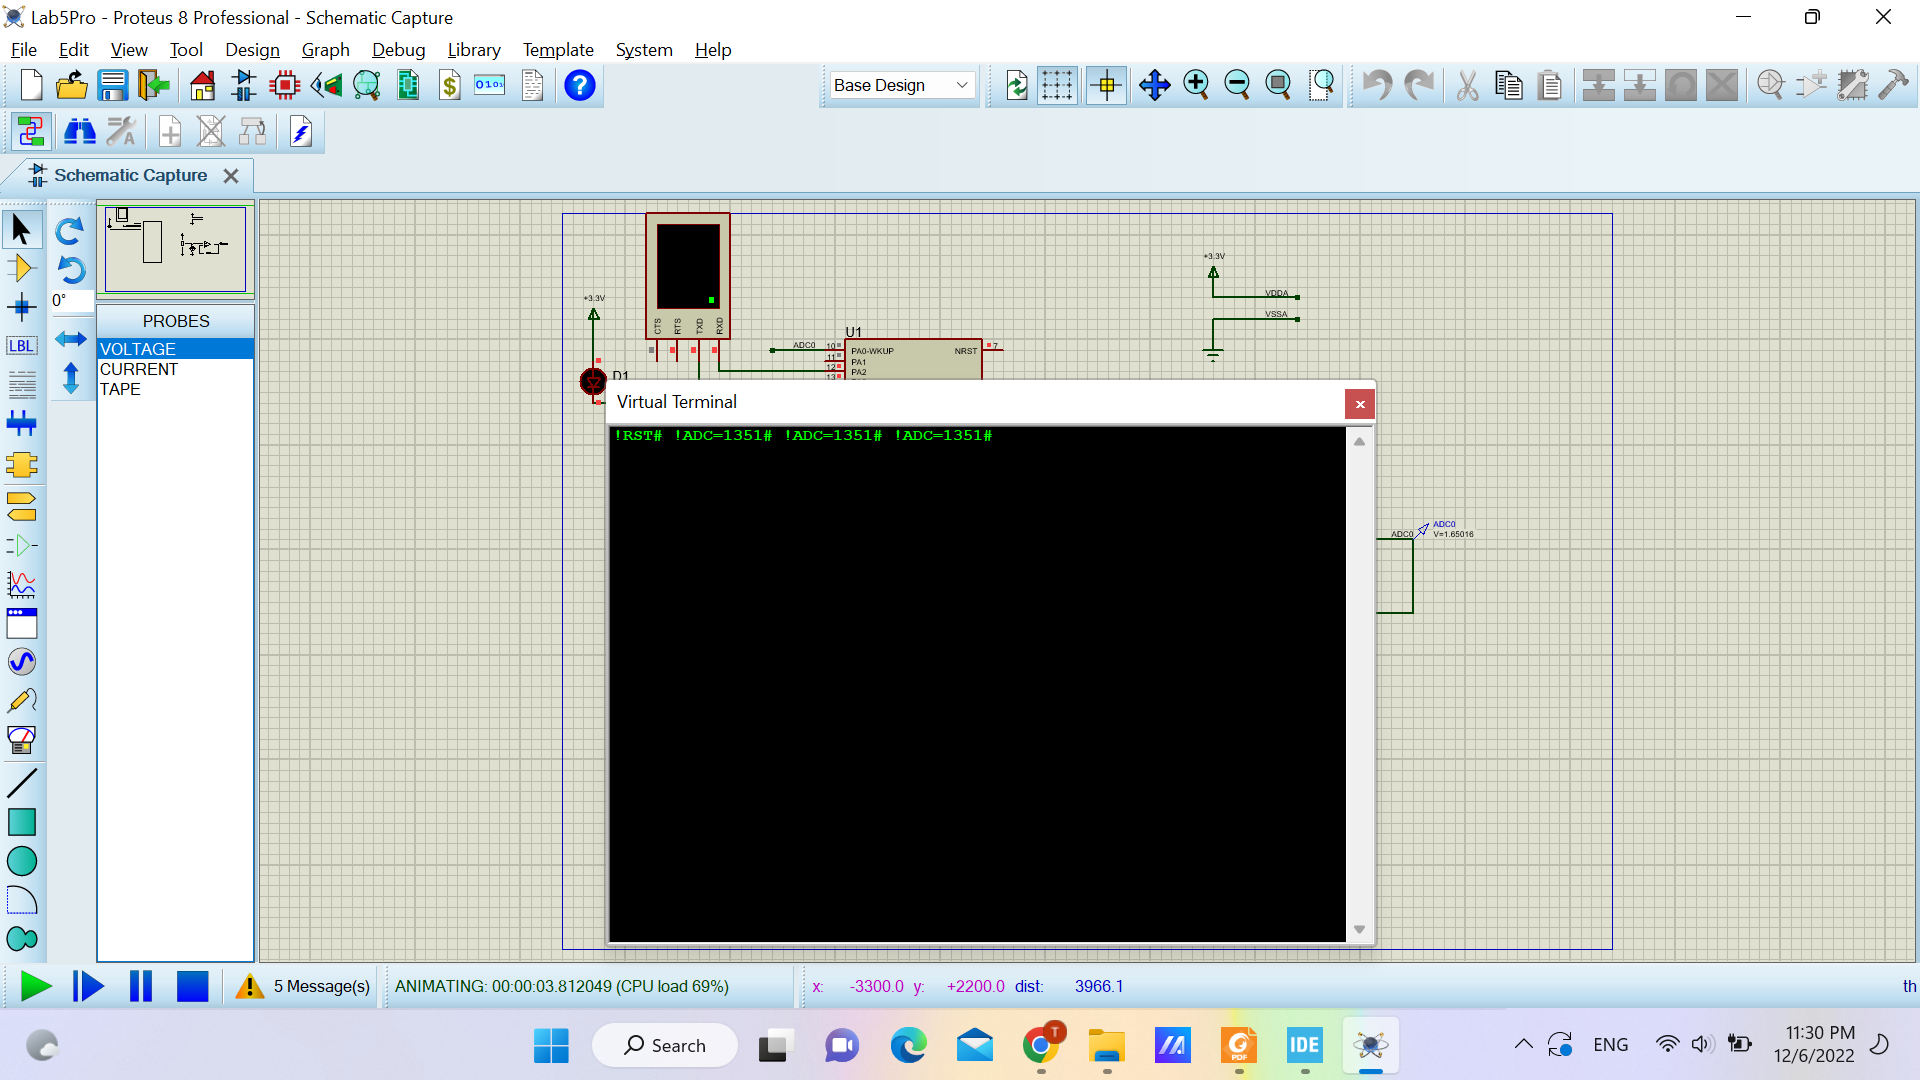 Lab5Pro - Proteus 8 Professional - Schematic Capture
File Edit View Tool Design Graph Debug Library Template System Help
Base Design
Schematic Capture
0°
PROBES
VOLTAGE
CURRENT
TAPE
LBL
+3.3V
CTS
RTS
TXD
RXD
D1
U1
ADC0
10
11
12
13
PA0-WKUP
PA1
PA2
NRST
7
+3.3V
VDDA
VSSA
Virtual Terminal
!RST# !ADC=1351# !ADC=1351# !ADC=1351#
ADC0
ADC0
V=1.65016
5 Message(s)
ANIMATING: 00:00:03.812049 (CPU load 69%)
x: -3300.0 y: +2200.0 dist: 3966.1
th
Search
T
PDF
IDE
ENG
11:30 PM
12/6/2022